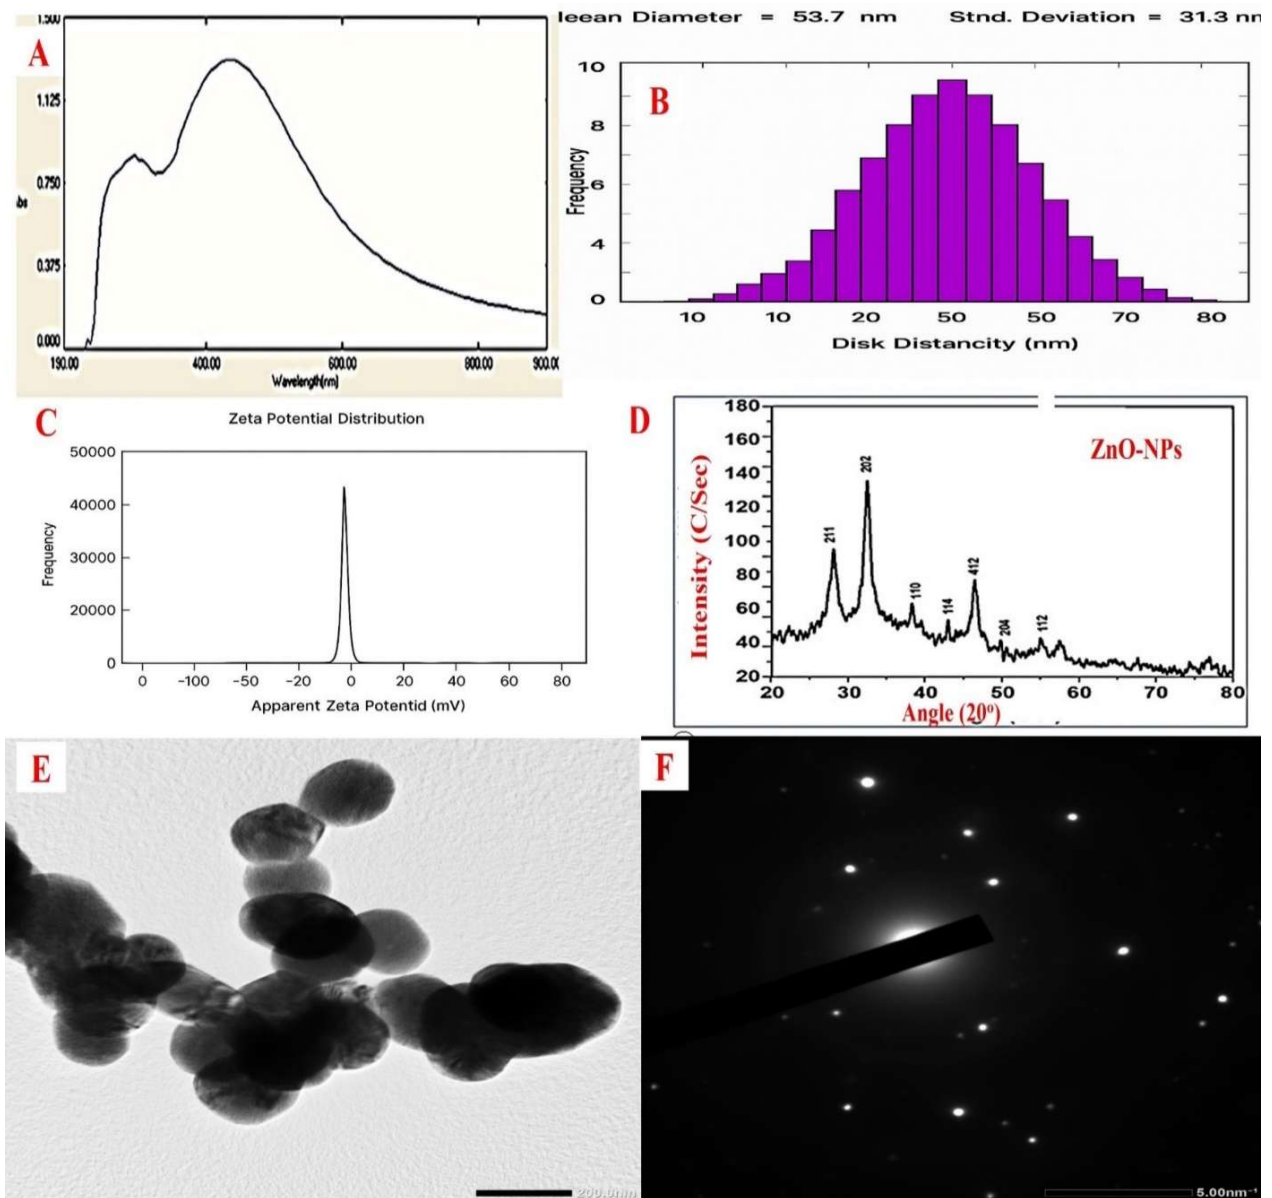 A
1.500
1.125
0.750
0.375
0.000
bs
190.00 400.00 600.00 800.00 900.00
Wavelength(nm)
leean Diameter = 53.7 nm Stnd. Deviation = 31.3 nm
B
10
8
6
4
0
Frequency
10 10 20 50 50 70 80
Disk Distancity (nm)
C
Zeta Potential Distribution
50000
40000
30000
20000
0
Frequency
0 -100 -50 -20 0 20 40 60 80
Apparent Zeta Potentid (mV)
D
ZnO-NPs
180
160
140
120
100
80
60
40
20
Intensity (C/Sec)
211
202
110
114
412
204
112
20 30 40 50 60 70 80
Angle (20º)
E
200.0nm
F
5.00nm⁻¹